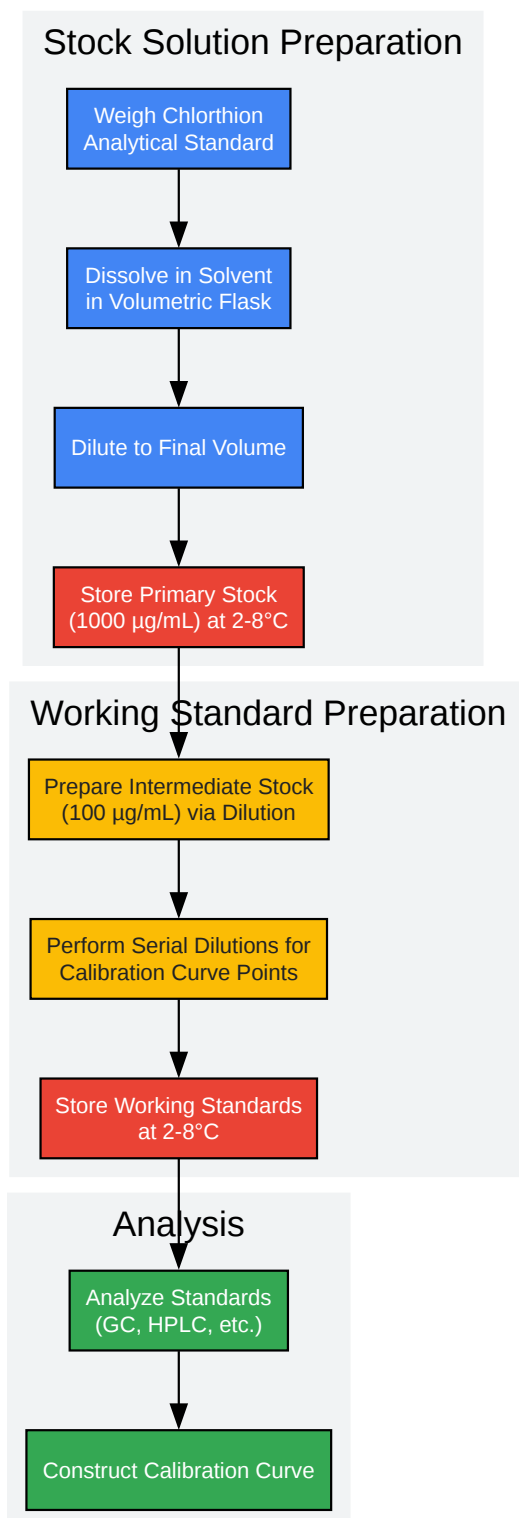 Stock Solution Preparation
Weigh Chlorthion
Analytical Standard
Dissolve in Solvent
in Volumetric Flask
Dilute to Final Volume
Store Primary Stock
(1000 µg/mL) at 2-8°C
Working Standard Preparation
Prepare Intermediate Stock
(100 µg/mL) via Dilution
Perform Serial Dilutions for
Calibration Curve Points
Store Working Standards
at 2-8°C
Analysis
Analyze Standards
(GC, HPLC, etc.)
Construct Calibration Curve